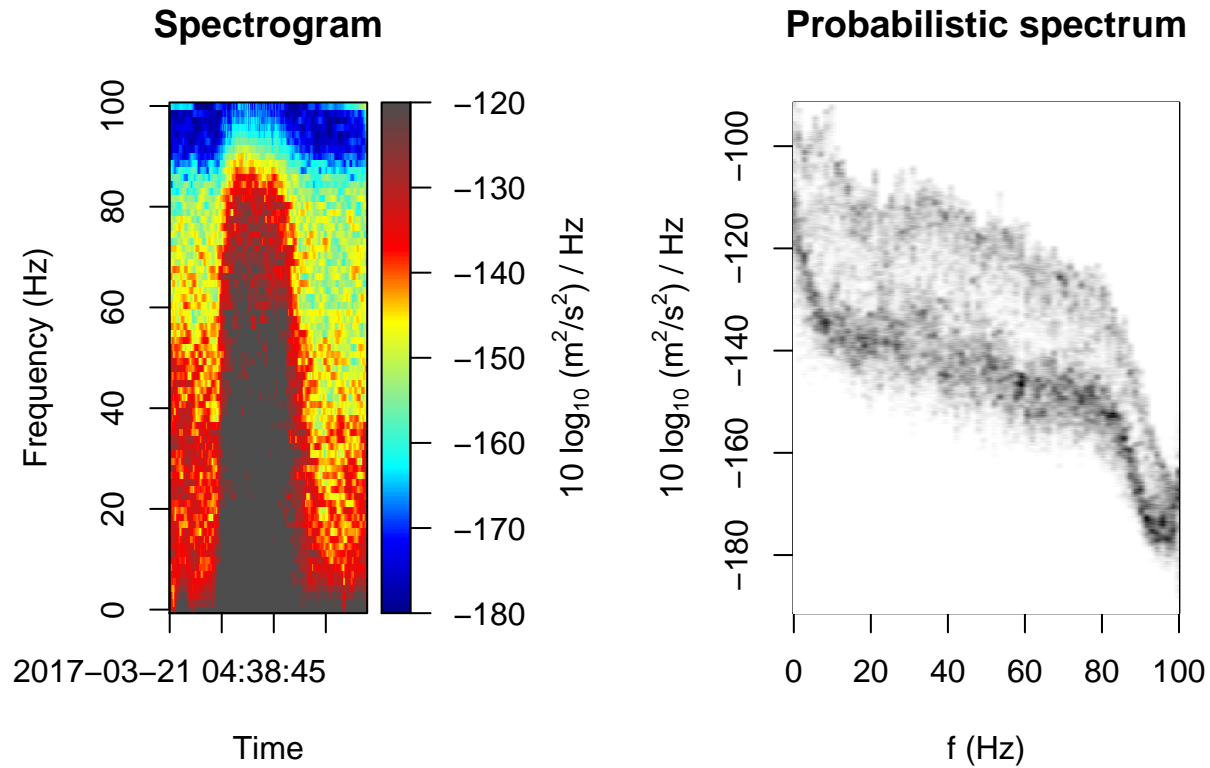 Spectrogram
Frequency (Hz)
100
80
60
40
20
0
2017−03−21 04:38:45
Time
−120
−130
−140
−150
−160
−170
−180
10 log₁₀ (m²/s²) / Hz
Probabilistic spectrum
10 log₁₀ (m²/s²) / Hz
−100
−120
−140
−160
−180
0 20 40 60 80 100
f (Hz)